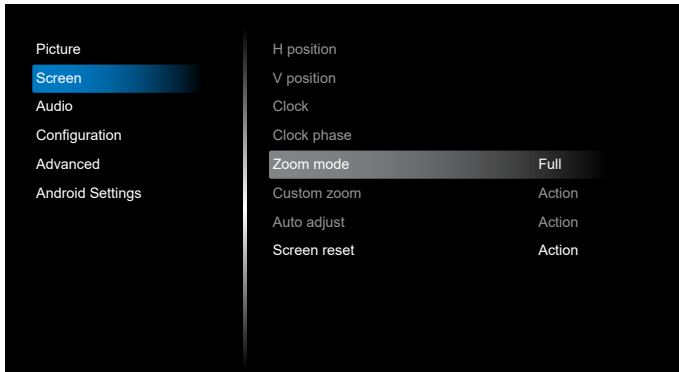 Picture
Screen
Audio
Configuration
Advanced
Android Settings
H position
V position
Clock
Clock phase
Zoom mode Full
Custom zoom Action
Auto adjust Action
Screen reset Action